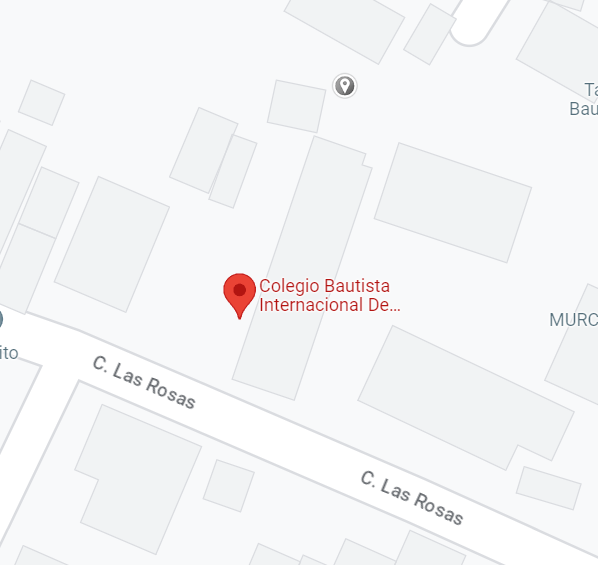 Colegio Bautista
Internacional De...
MURC
ito
C. Las Rosas
C. Las Rosas